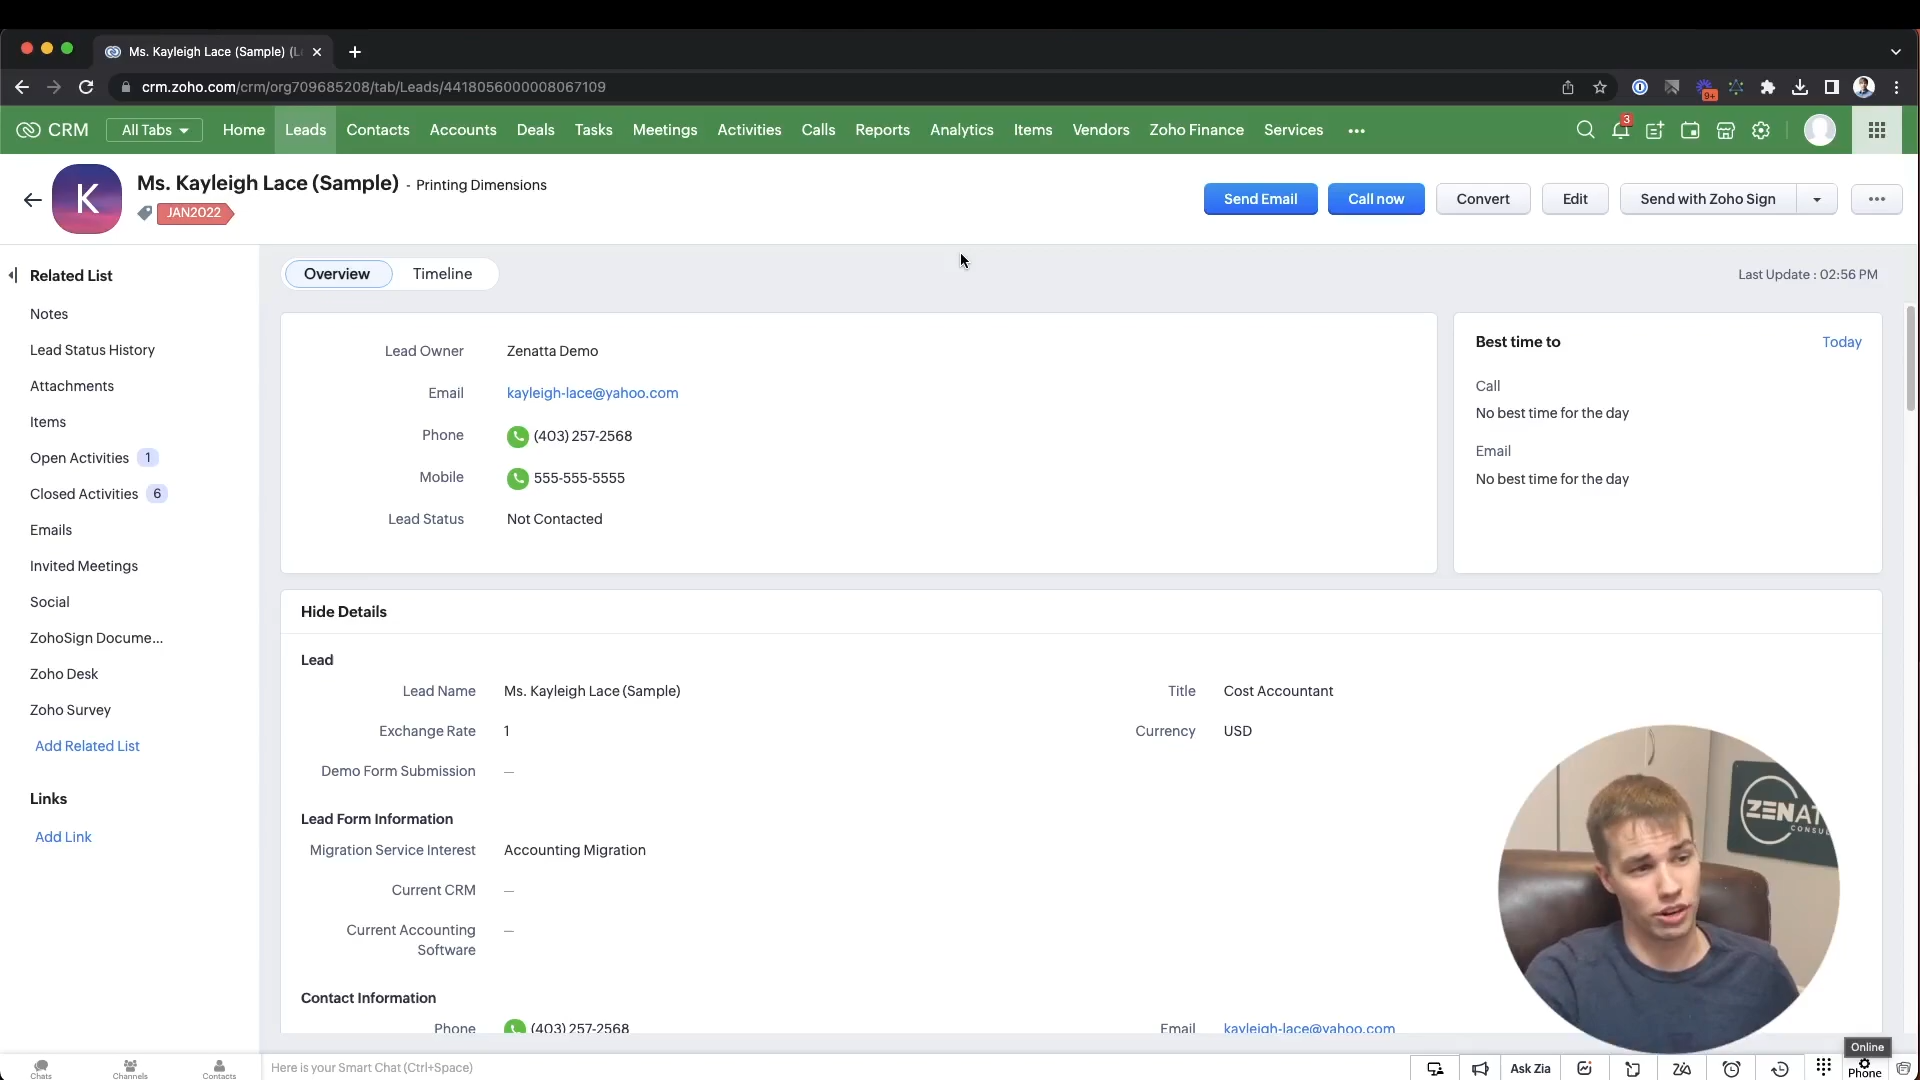 Ms. Kayleigh Lace (Sample) (L
crm.zoho.com/crm/org709685208/tab/Leads/4418056000008067109
9+
CRM
All Tabs
Home
Leads
Contacts
Accounts
Deals
Tasks
Meetings
Activities
Calls
Reports
Analytics
Items
Vendors
Zoho Finance
Services
3
K
Ms. Kayleigh Lace (Sample) - Printing Dimensions
JAN2022
Send Email
Call now
Convert
Edit
Send with Zoho Sign
Related List
Notes
Lead Status History
Attachments
Items
Open Activities 1
Closed Activities 6
Emails
Invited Meetings
Social
ZohoSign Docume...
Zoho Desk
Zoho Survey
Add Related List
Links
Add Link
Overview
Timeline
Last Update : 02:56 PM
Lead Owner Zenatta Demo
Email kayleigh-lace@yahoo.com
Phone (403) 257-2568
Mobile 555-555-5555
Lead Status Not Contacted
Best time to Today
Call
No best time for the day
Email
No best time for the day
Hide Details
Lead
Lead Name Ms. Kayleigh Lace (Sample)
Title Cost Accountant
Exchange Rate 1
Currency USD
Demo Form Submission —
Lead Form Information
Migration Service Interest Accounting Migration
Current CRM —
Current Accounting
Software —
Contact Information
Phone (403) 257-2568
Email kayleigh-lace@yahoo.com
ZENAT
CONSUL
Online
Chats
Channels
Contacts
Here is your Smart Chat (Ctrl+Space)
Ask Zia
Phone